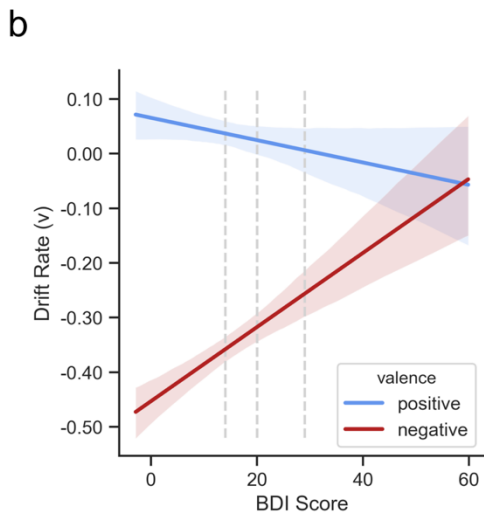 b
0.10
0.00
-0.10
-0.20
-0.30
-0.40
-0.50
Drift Rate (v)
valence
positive
negative
0 20 40 60
BDI Score